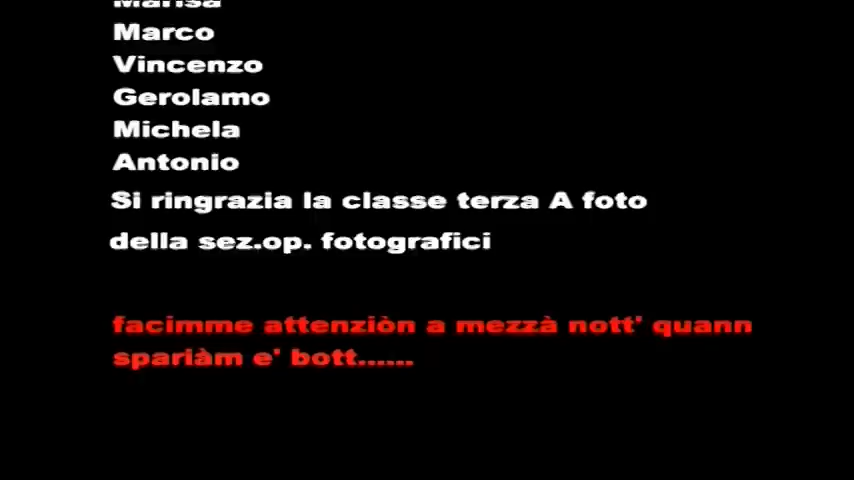 Marisa
Marco
Vincenzo
Gerolamo
Michela
Antonio
Si ringrazia la classe terza A foto
della sez.op. fotografici
facimme attenziòn a mezzà nott' quann
spariàm e' bott......